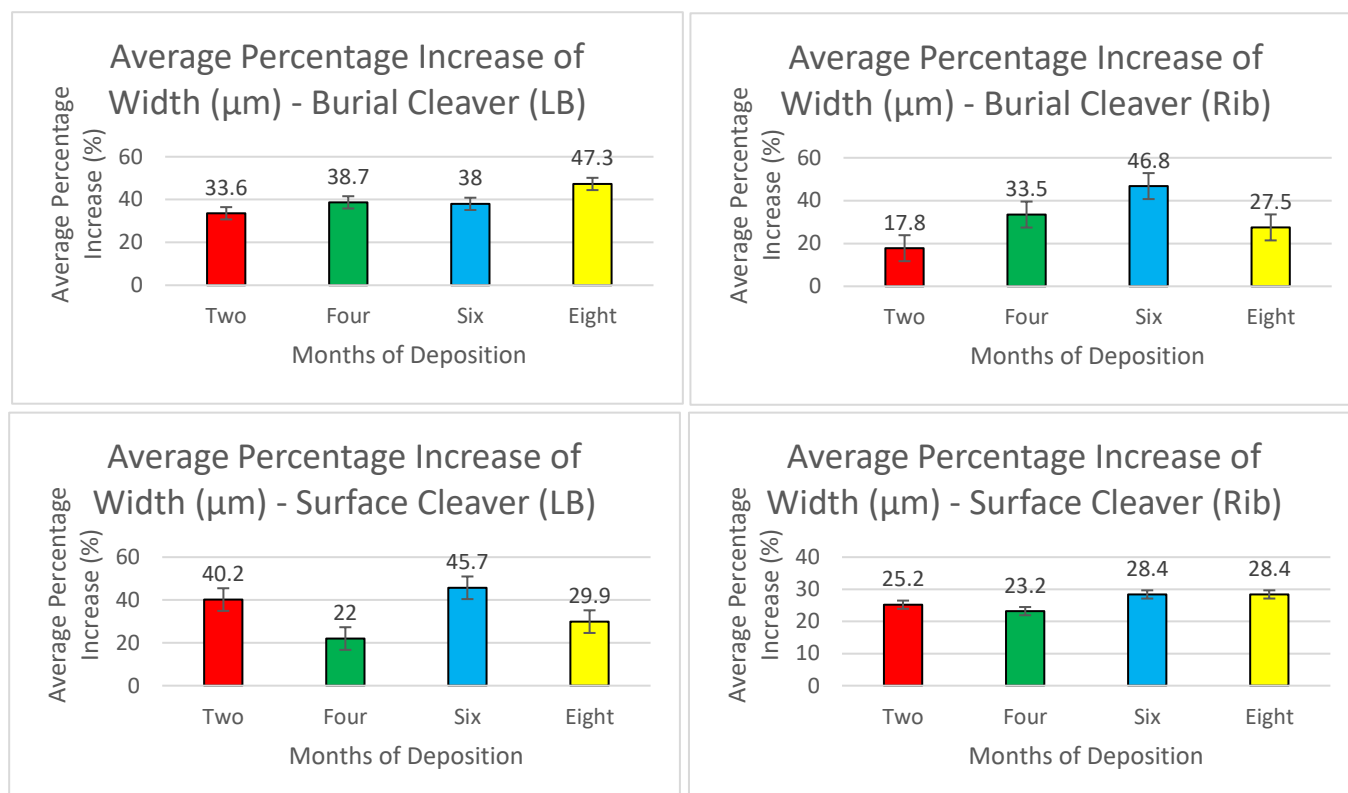 Average Percentage Increase of
Width (µm) - Burial Cleaver (LB)
Average Percentage
Increase (%)
60
40
20
0
33.6
38.7
38
47.3
Two
Four
Six
Eight
Months of Deposition
Average Percentage Increase of
Width (µm) - Burial Cleaver (Rib)
Average Percentage
Increase (%)
60
40
20
0
17.8
33.5
46.8
27.5
Two
Four
Six
Eight
Months of Deposition
Average Percentage Increase of
Width (µm) - Surface Cleaver (LB)
Average Percentage
Increase (%)
60
40
20
0
40.2
22
45.7
29.9
Two
Four
Six
Eight
Months of Deposition
Average Percentage Increase of
Width (µm) - Surface Cleaver (Rib)
Average Percentage
Increase (%)
40
30
20
10
0
25.2
23.2
28.4
28.4
Two
Four
Six
Eight
Months of Deposition